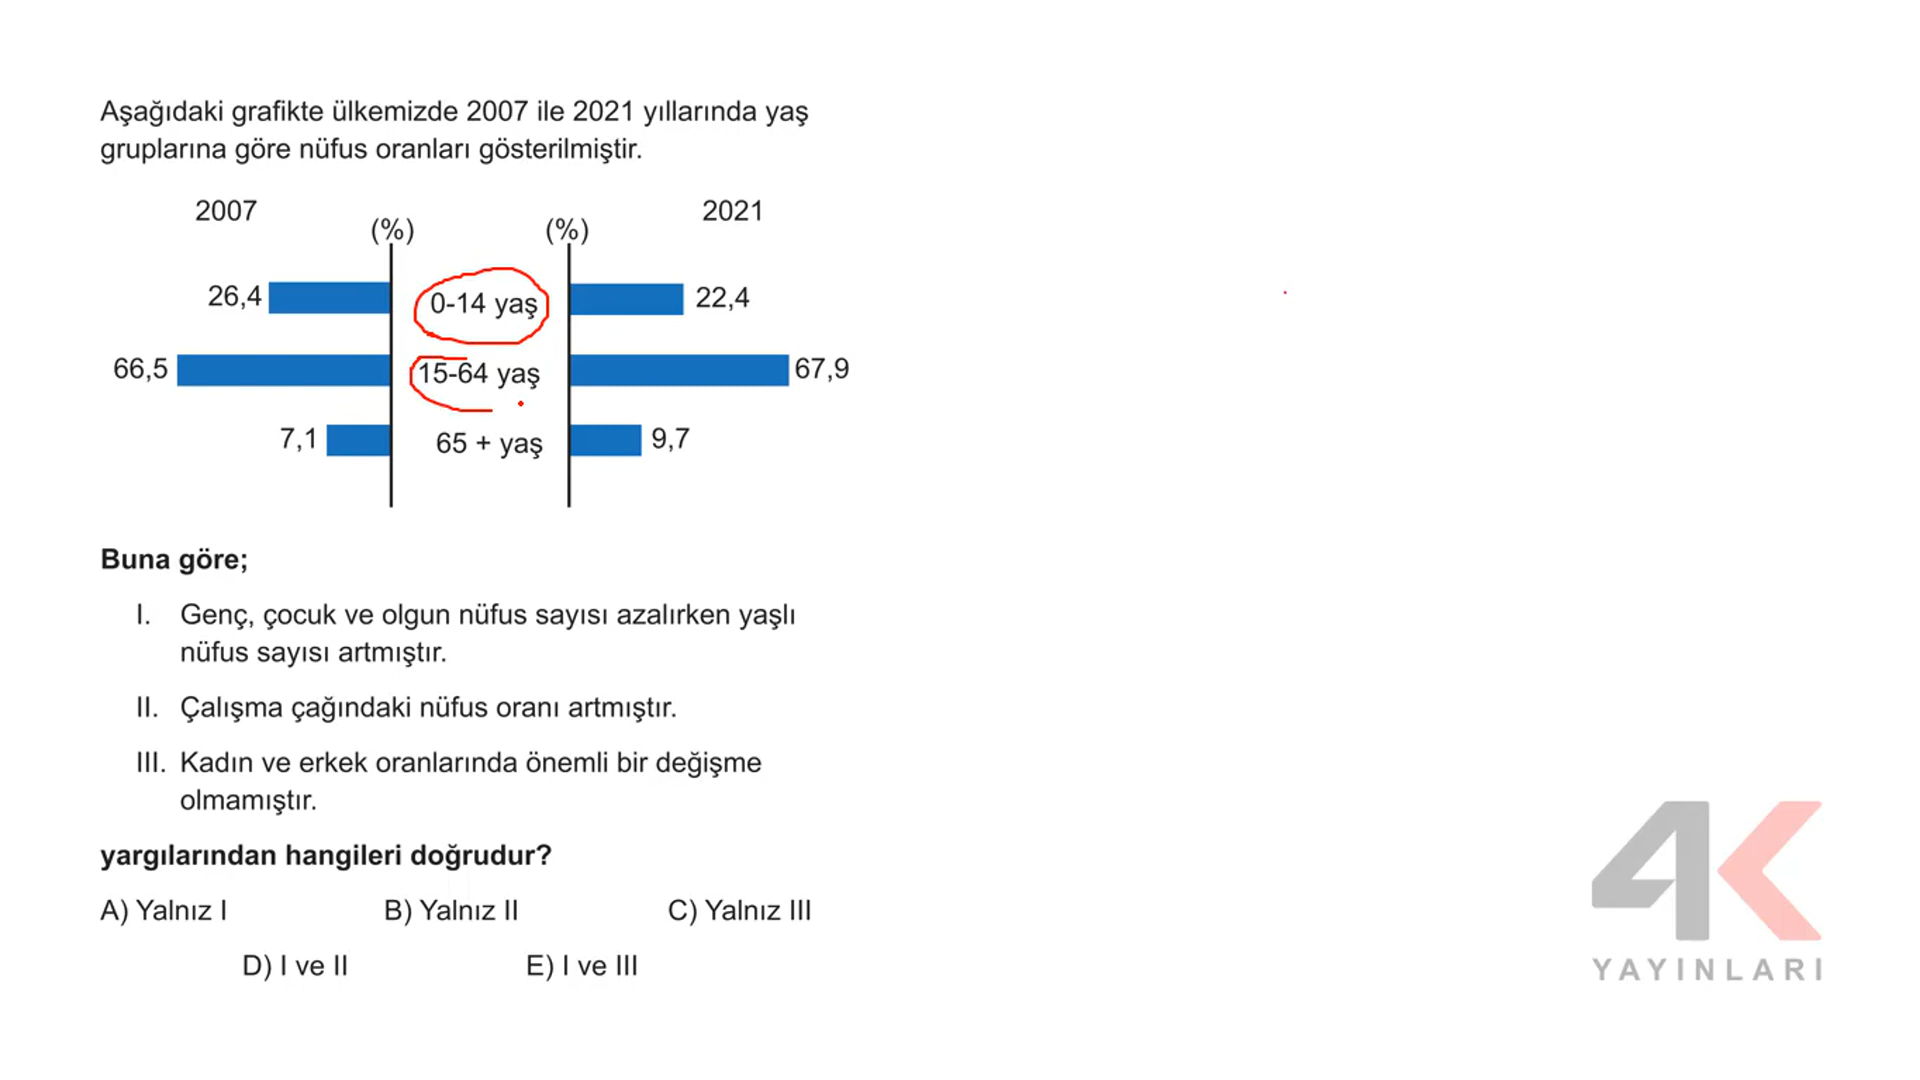 Aşağıdaki grafikte ülkemizde 2007 ile 2021 yıllarında yaş
gruplarına göre nüfus oranları gösterilmiştir.
2007 2021
(%) (%)
26,4 0-14 yaş 22,4
66,5 15-64 yaş 67,9
7,1 65 + yaş 9,7
Buna göre;
I. Genç, çocuk ve olgun nüfus sayısı azalırken yaşlı
nüfus sayısı artmıştır.
II. Çalışma çağındaki nüfus oranı artmıştır.
III. Kadın ve erkek oranlarında önemli bir değişme
olmamıştır.
yargılarından hangileri doğrudur?
A) Yalnız I B) Yalnız II C) Yalnız III
D) I ve II E) I ve III
4K
YAYINLARI